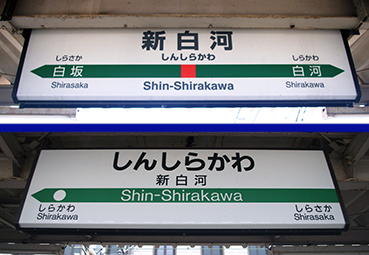 新白河
しんしらかわ
しらさか
白坂
Shirasaka
Shin-Shirakawa
しらかわ
白河
Shirakawa
しんしらかわ
新白河
Shin-Shirakawa
しらかわ
Shirakawa
しらさか
Shirasaka